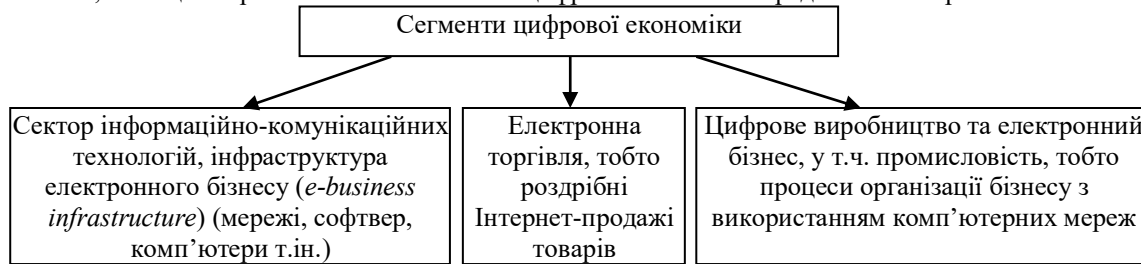 Сегменти цифрової економіки
Сектор інформаційно-комунікаційних
технологій, інфраструктура
електронного бізнесу (e-business
infrastructure) (мережі, софтвер,
комп’ютери т.ін.)
Електронна
торгівля, тобто
роздрібні
Інтернет-продажі
товарів
Цифрове виробництво та електронний
бізнес, у т.ч. промисловість, тобто
процеси організації бізнесу з
використанням комп’ютерних мереж